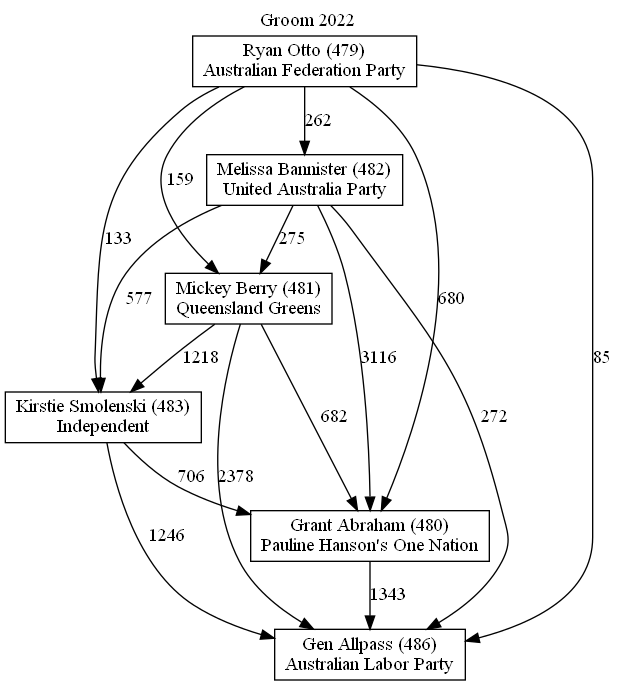 Groom 2022
Ryan Otto (479)
Australian Federation Party
262
Melissa Bannister (482)
United Australia Party
159
275
133
577
Mickey Berry (481)
Queensland Greens
680
1218
3116
85
Kirstie Smolenski (483)
Independent
682
272
706
2378
1246
Grant Abraham (480)
Pauline Hanson's One Nation
1343
Gen Allpass (486)
Australian Labor Party